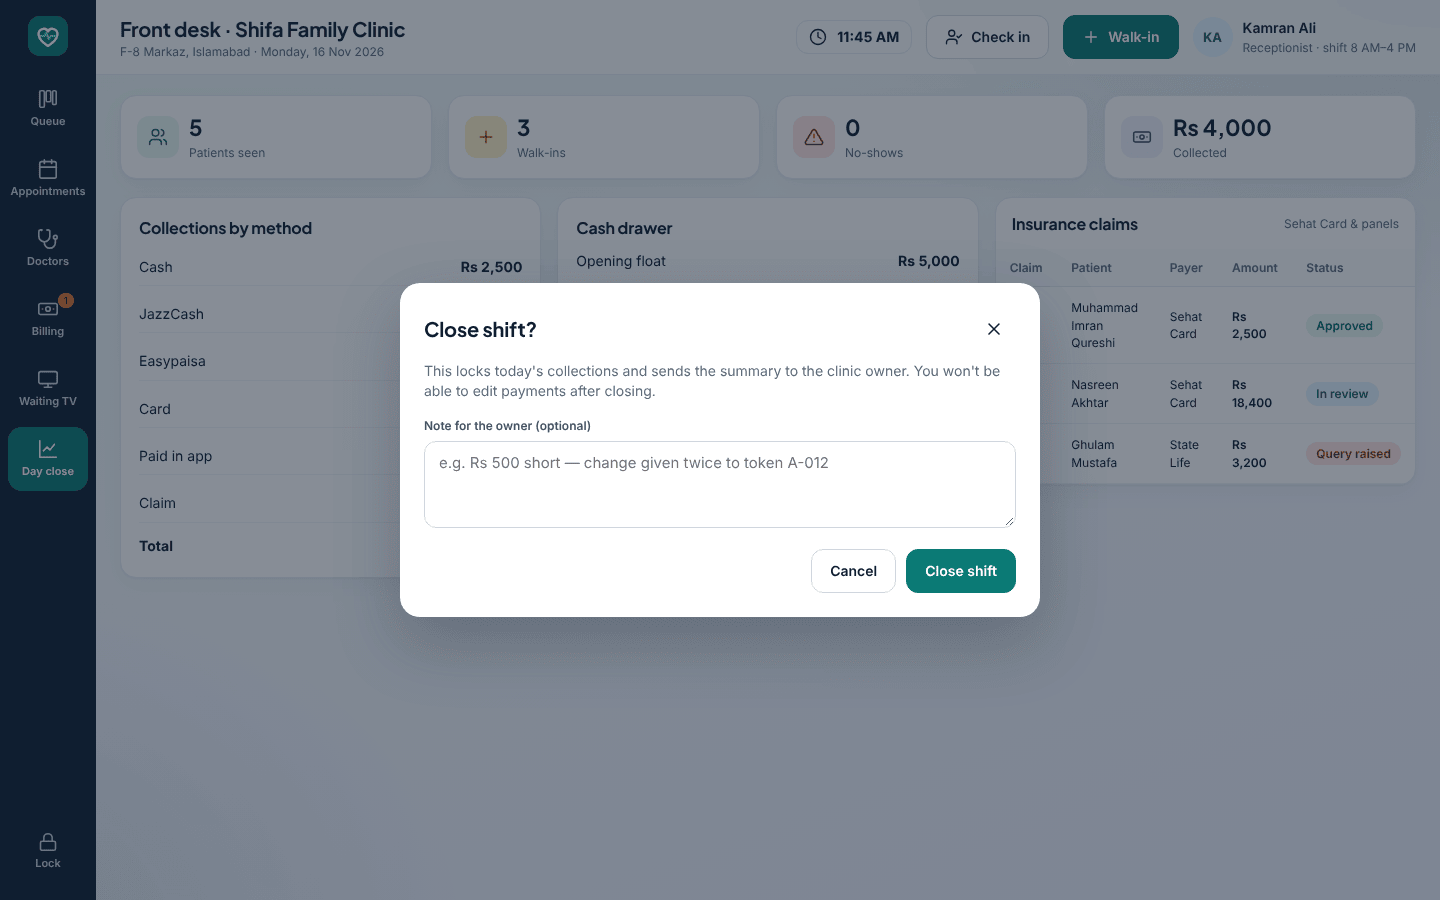 Front desk · Shifa Family Clinic
F-8 Markaz, Islamabad · Monday, 16 Nov 2026
11:45 AM
Check in
Walk-in
KA
Kamran Ali
Receptionist · shift 8 AM–4 PM
Queue
Appointments
Doctors
1
Billing
Waiting TV
Day close
Lock
5
Patients seen
3
Walk-ins
0
No-shows
Rs 4,000
Collected
Collections by method
Cash
Rs 2,500
JazzCash
Easypaisa
Card
Paid in app
Claim
Total
Cash drawer
Opening float
Rs 5,000
Insurance claims
Sehat Card & panels
Claim
Patient
Payer
Amount
Status
Muhammad
Imran
Qureshi
Sehat
Card
Rs
2,500
Approved
Nasreen
Akhtar
Sehat
Card
Rs
18,400
In review
Ghulam
Mustafa
State
Life
Rs
3,200
Query raised
Close shift?
This locks today's collections and sends the summary to the clinic owner. You won't be
able to edit payments after closing.
Note for the owner (optional)
e.g. Rs 500 short — change given twice to token A-012
Cancel
Close shift